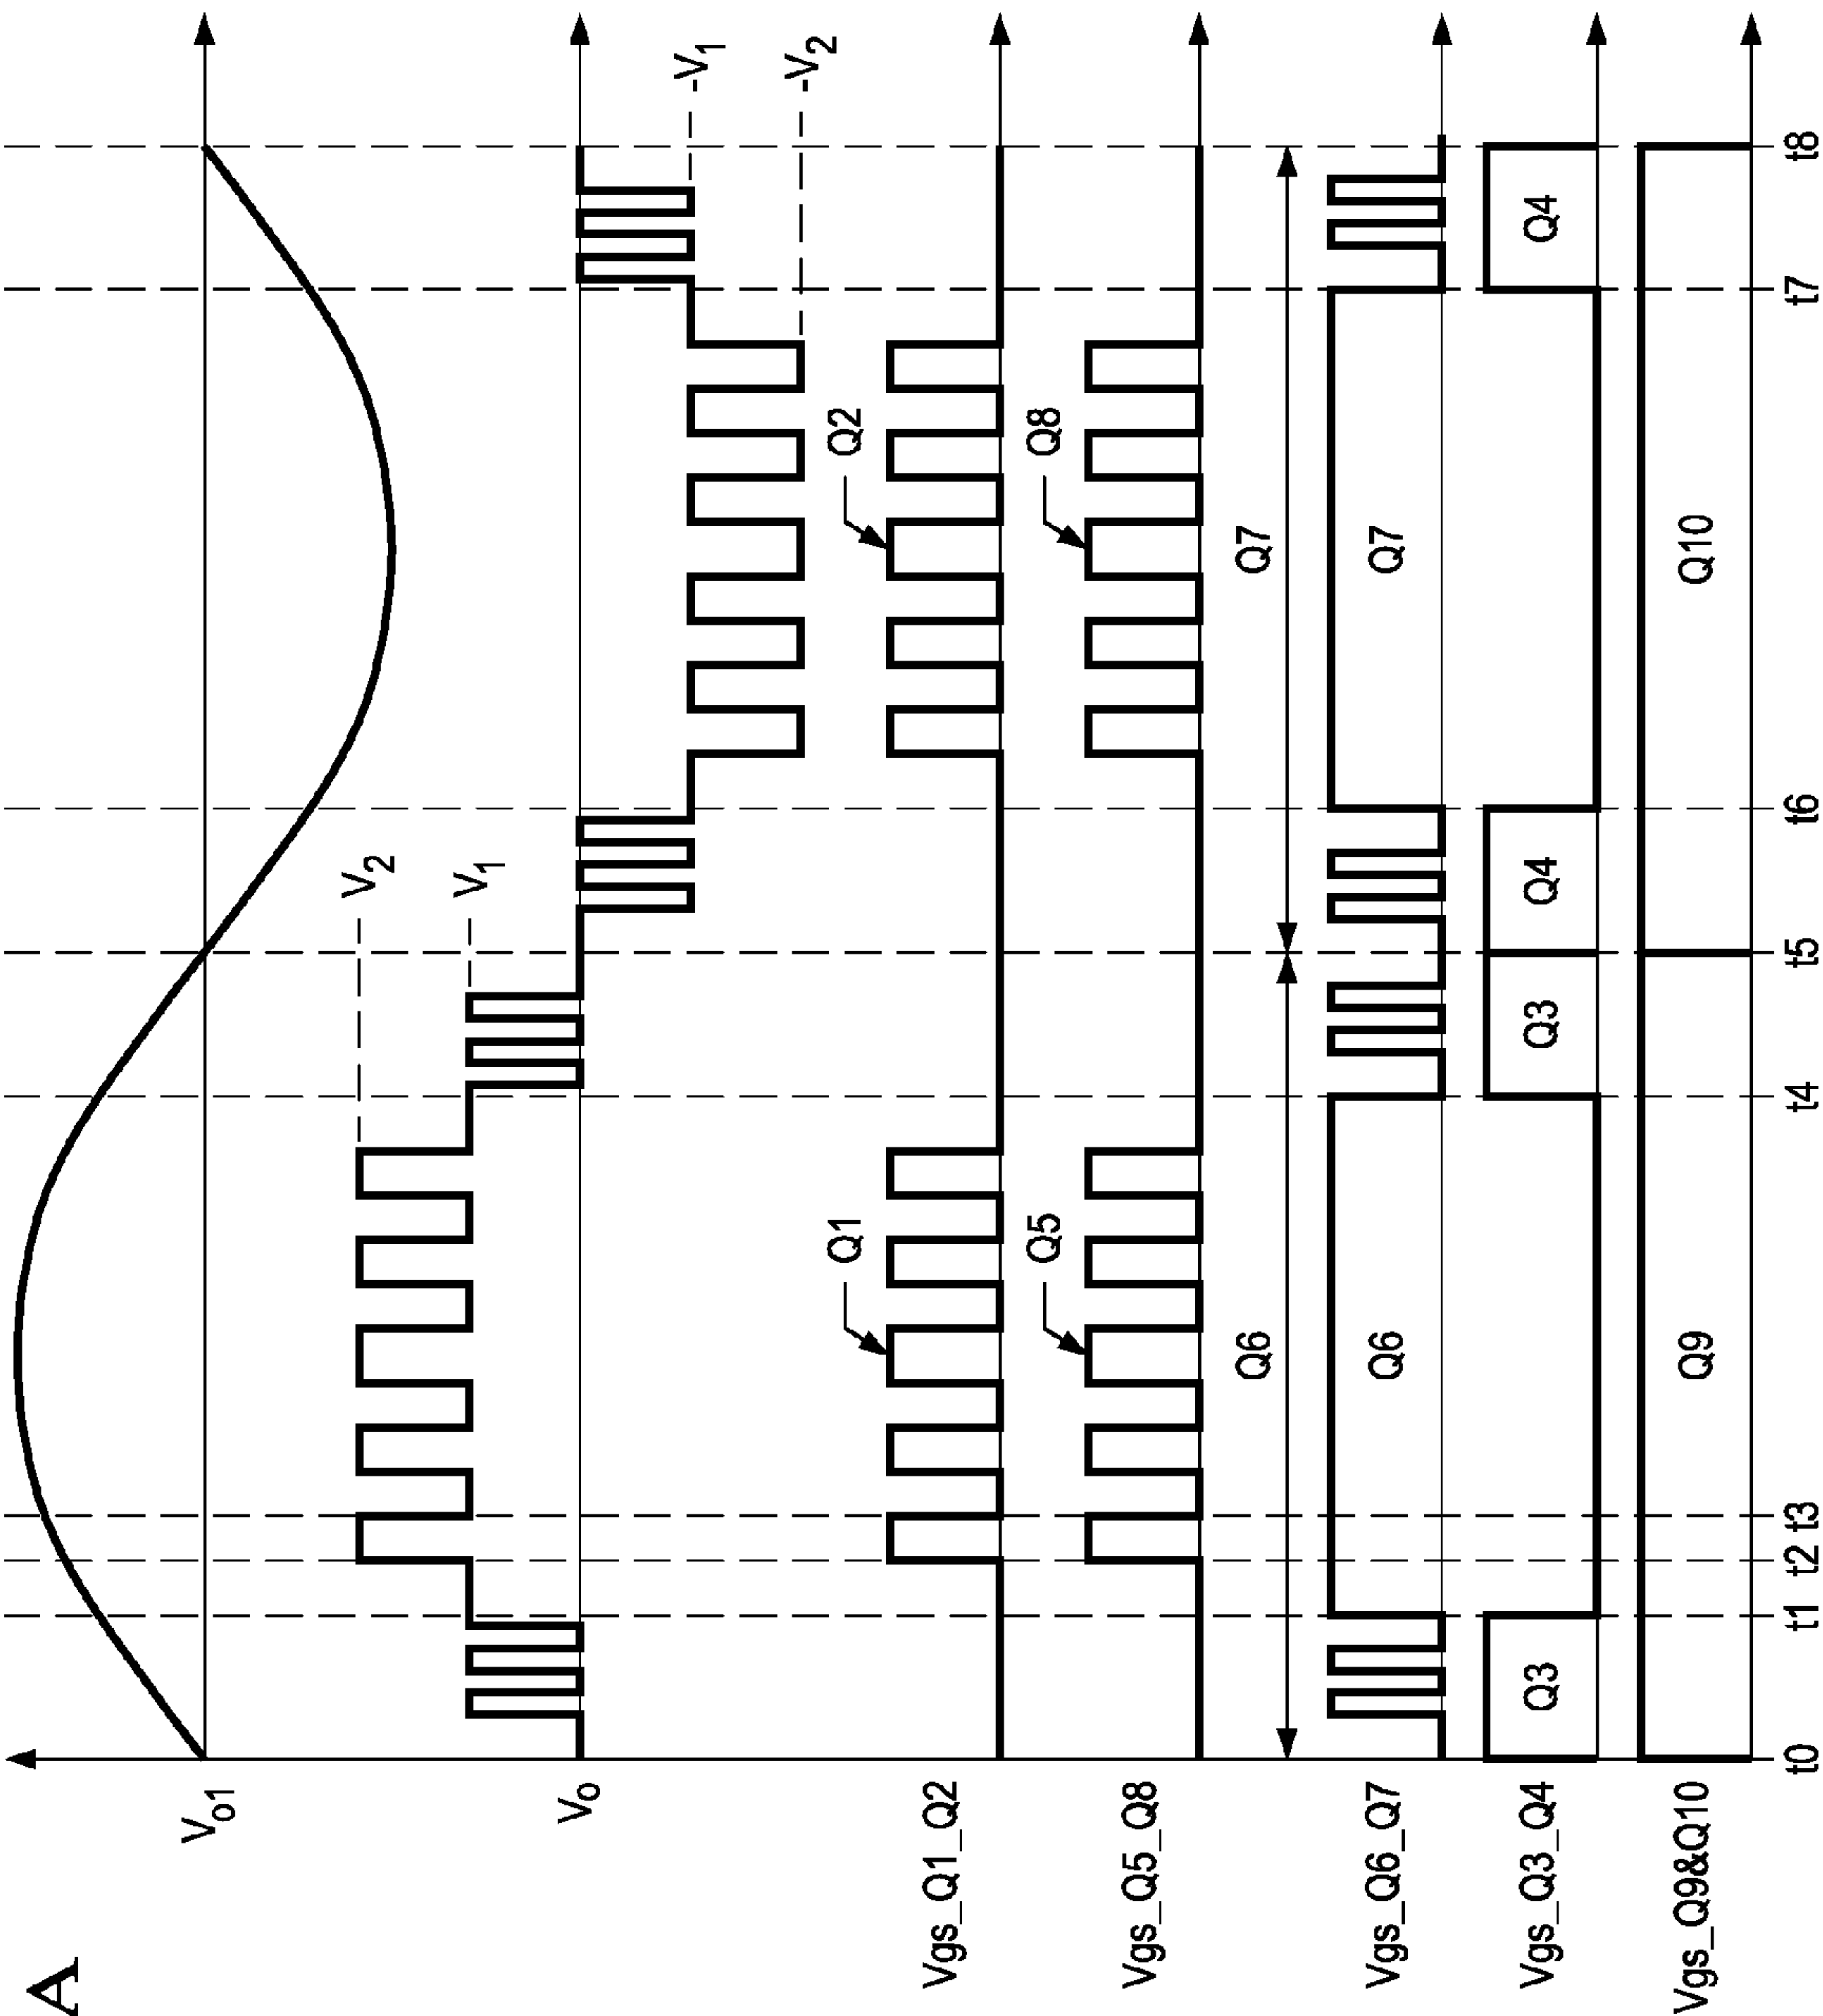 A
V₀₁
V₂
V₁
-V₁
-V₂
Vₒ
Q1
Q2
Vgs_Q1_Q2
Q5
Q8
Vgs_Q5_Q8
Q6
Q7
Q6
Q7
Vgs_Q6_Q7
Q3
Q3
Q4
Q4
Vgs_Q3_Q4
Q9
Q10
Vgs_Q9&Q10
t0 t1 t2 t3 t4 t5 t6 t7 t8